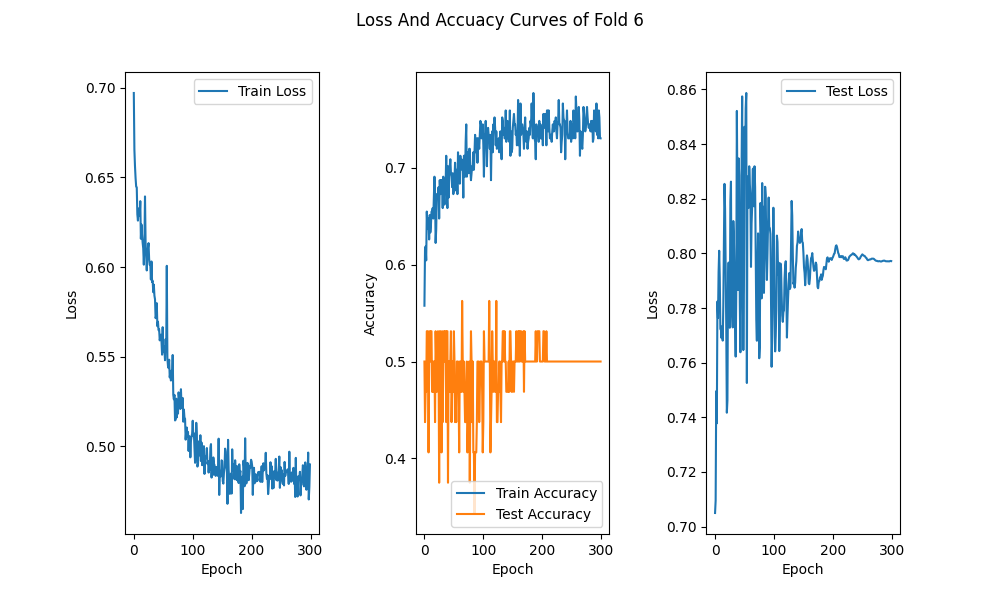 Loss And Accuacy Curves of Fold 6
0.70
0.65
0.60
0.55
0.50
Loss
0 100 200 300
Epoch
Train Loss
0.7
0.6
0.5
0.4
Accuracy
0 100 200 300
Epoch
Train Accuracy
Test Accuracy
0.86
0.84
0.82
0.80
0.78
0.76
0.74
0.72
0.70
Loss
0 100 200 300
Epoch
Test Loss